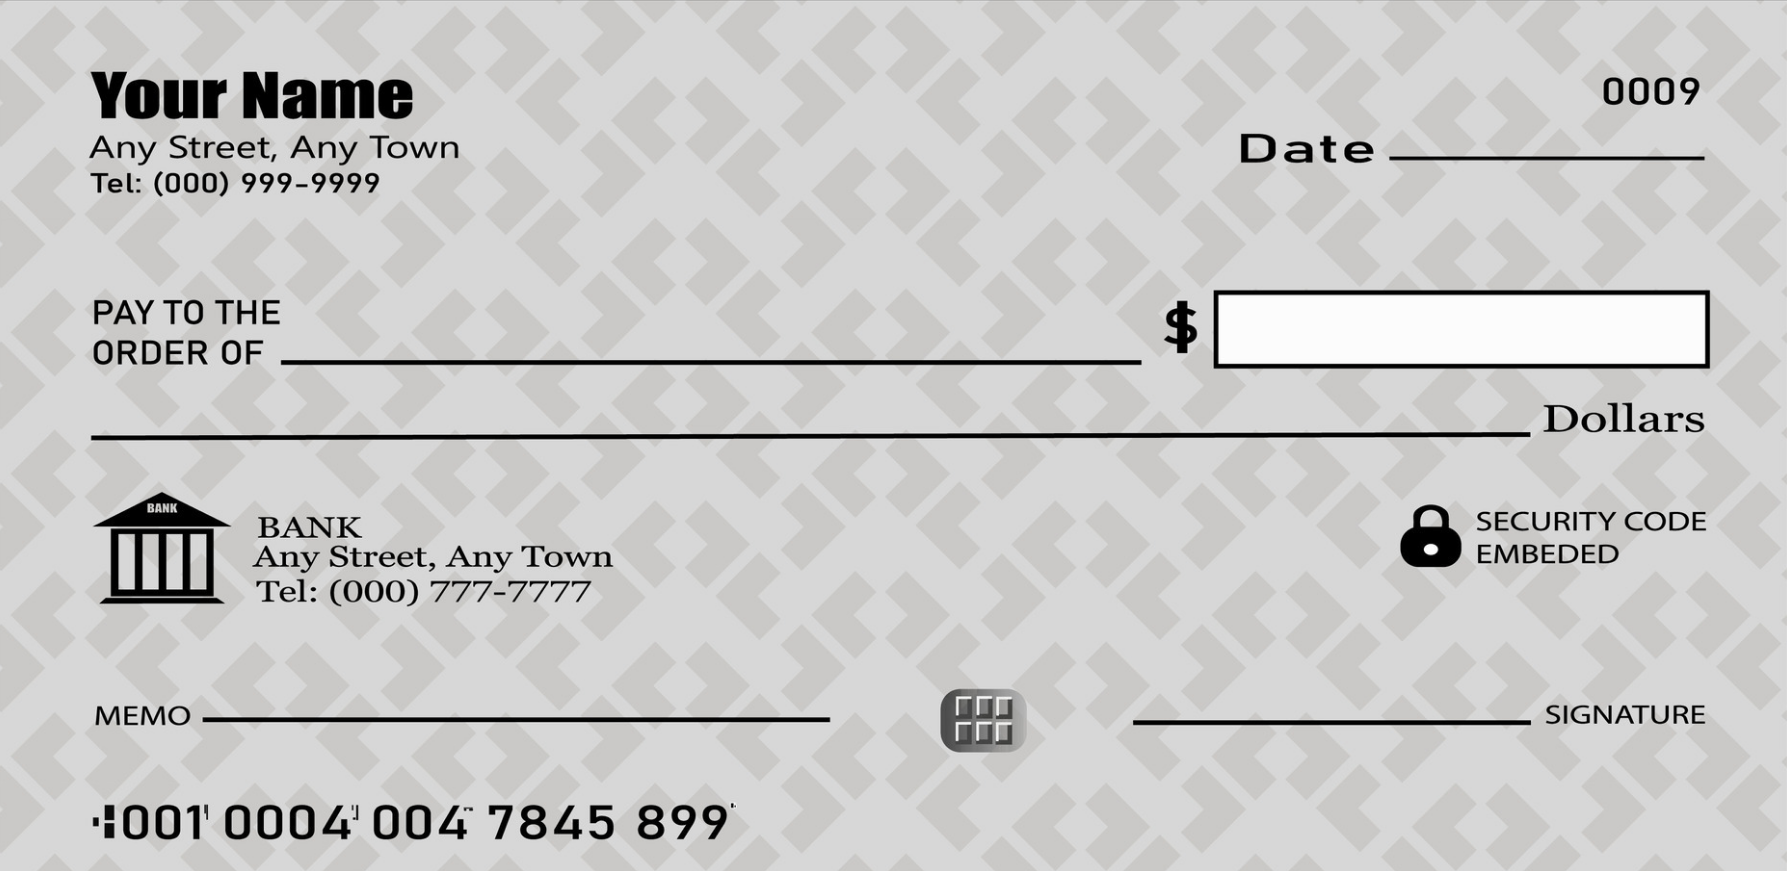 Your Name
0009
Any Street, Any Town
Date
Tel: (000) 999-9999
PAY TO THE
ORDER OF
$
Dollars
BANK
BANK
Any Street, Any Town
Tel: (000) 777-7777
SECURITY CODE
EMBEDED
MEMO
SIGNATURE
001 0004 004 7845 899